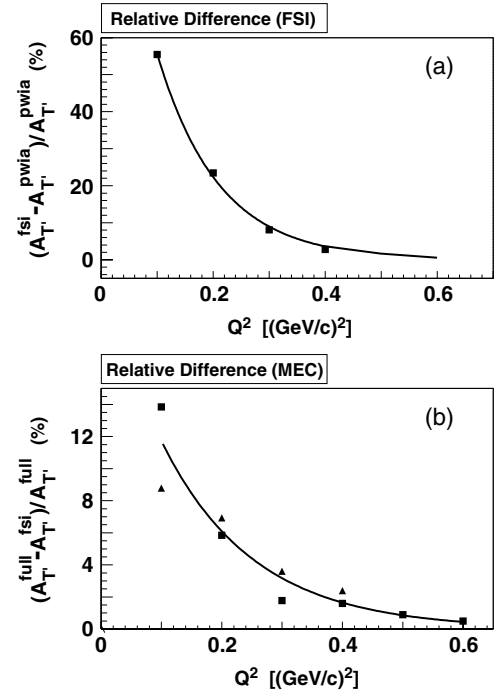 Relative Difference (FSI)
(a)
(A_T'^fsi-A_T'^pwia)/A_T'^pwia (%)
60
40
20
0
0 0.2 0.4 0.6
Q² [(GeV/c)²]
Relative Difference (MEC)
(b)
(A_T'^full-A_T'^fsi)/A_T'^full (%)
12
8
4
0
0 0.2 0.4 0.6
Q² [(GeV/c)²]